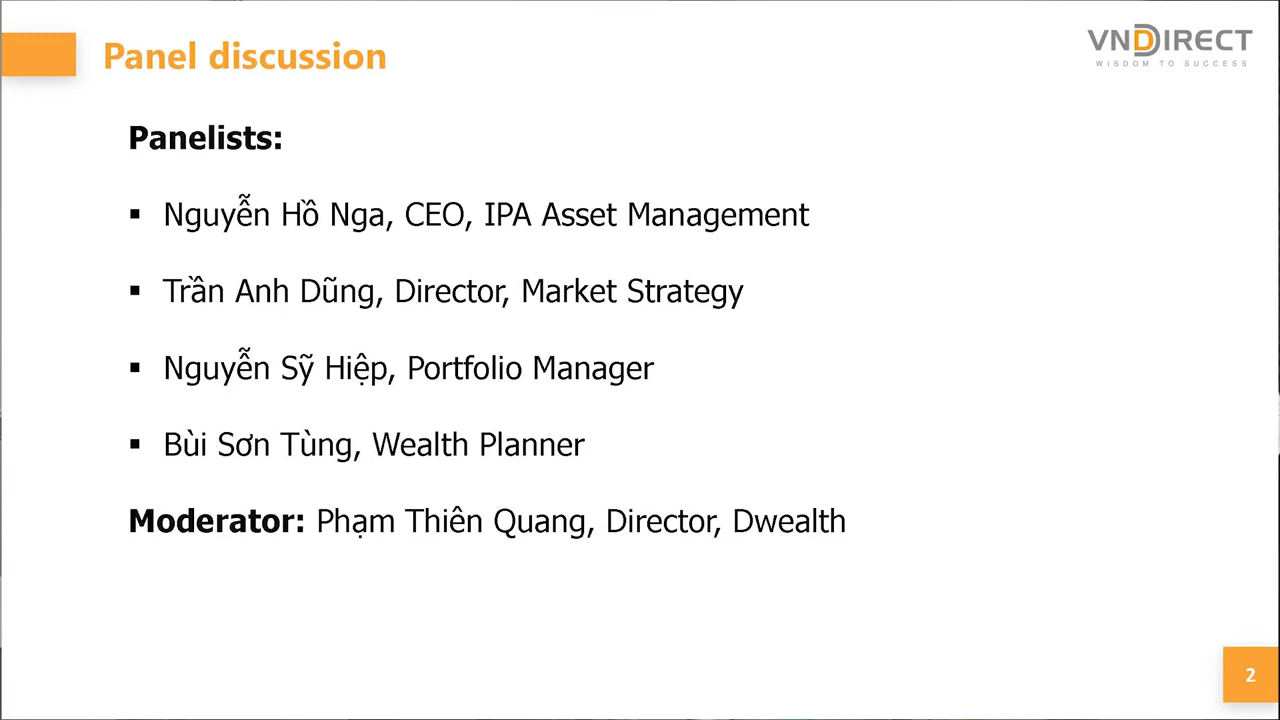 Panel discussion
VNDIRECT
WISDOM TO SUCCESS
Panelists:
▪ Nguyễn Hồ Nga, CEO, IPA Asset Management
▪ Trần Anh Dũng, Director, Market Strategy
▪ Nguyễn Sỹ Hiệp, Portfolio Manager
▪ Bùi Sơn Tùng, Wealth Planner
Moderator: Phạm Thiên Quang, Director, Dwealth
2